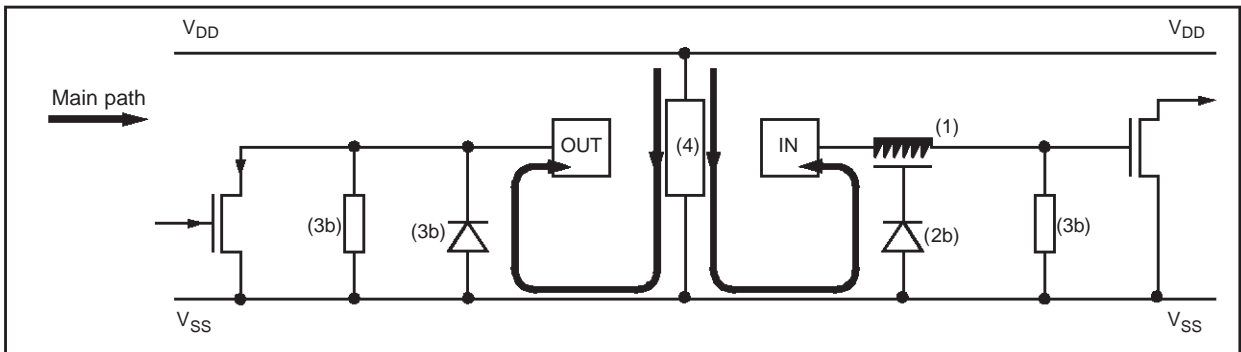 VDD
VDD
Main path
OUT
(4)
IN
(1)
(3b)
(3b)
(2b)
(3b)
VSS
VSS